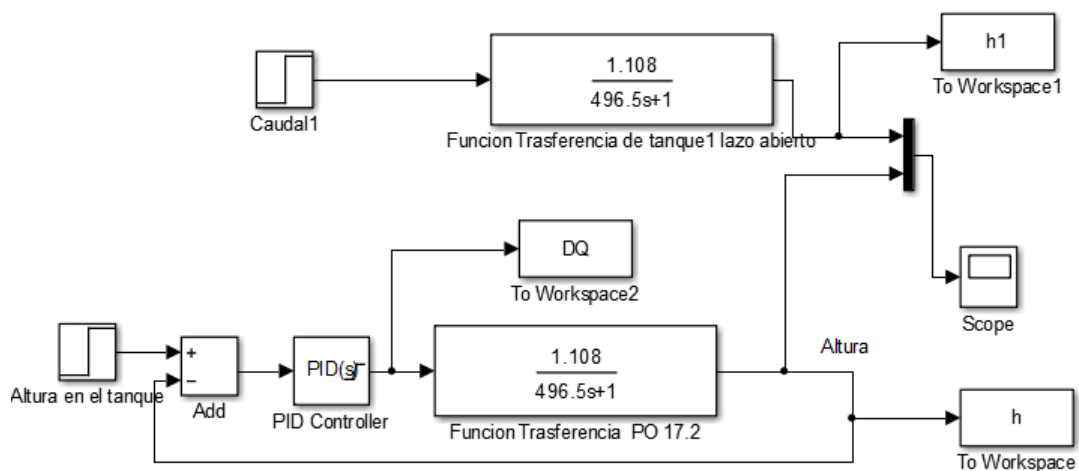 h1
To Workspace1
1.108
496.5s+1
Caudal1
Funcion Trasferencia de tanque1 lazo abierto
DQ
To Workspace2
Scope
Altura
+
−
PID(s)
1.108
496.5s+1
Altura en el tanque
Add
PID Controller
Funcion Trasferencia PO 17.2
h
To Workspace